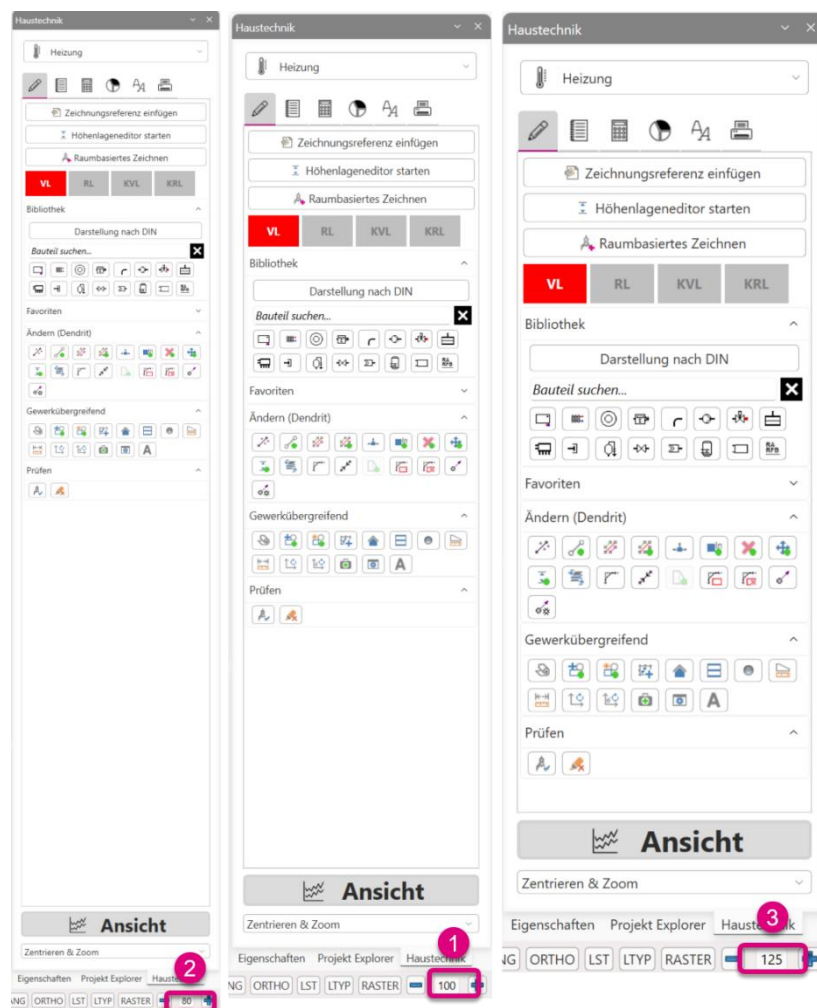 Haustechnik
Heizung
Zeichnungsreferenz einfügen
Höhenlageneditor starten
Raumbasiertes Zeichnen
VL RL KVL KRL
Bibliothek
Darstellung nach DIN
Bauteil suchen...
Favoriten
Ändern (Dendrit)
Gewerkübergreifend
A
Prüfen
Ansicht
Zentrieren & Zoom
2
Eigenschaften Projekt Explorer Haus
NG ORTHO LST LTYP RASTER 80
Haustechnik
Heizung
Zeichnungsreferenz einfügen
Höhenlageneditor starten
Raumbasiertes Zeichnen
VL RL KVL KRL
Bibliothek
Darstellung nach DIN
Bauteil suchen...
Favoriten
Ändern (Dendrit)
Gewerkübergreifend
A
Prüfen
Ansicht
Zentrieren & Zoom
1
Eigenschaften Projekt Explorer Haustechnik
NG ORTHO LST LTYP RASTER 100
Haustechnik
Heizung
Zeichnungsreferenz einfügen
Höhenlageneditor starten
Raumbasiertes Zeichnen
VL RL KVL KRL
Bibliothek
Darstellung nach DIN
Bauteil suchen...
Favoriten
Ändern (Dendrit)
Gewerkübergreifend
A
Prüfen
Ansicht
Zentrieren & Zoom
3
Eigenschaften Projekt Explorer Haustechnik
NG ORTHO LST LTYP RASTER 125